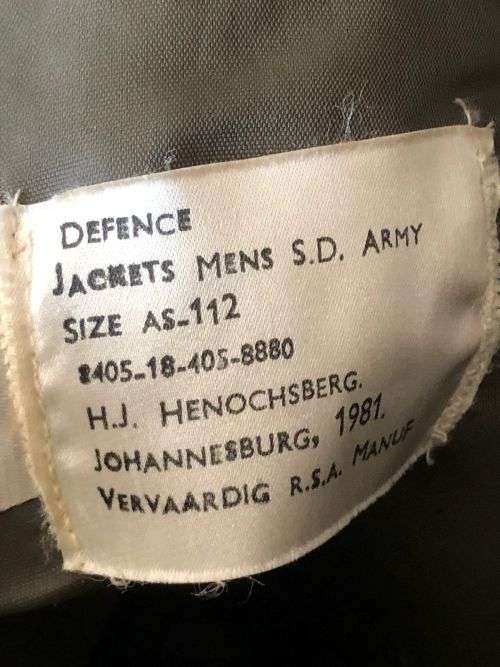 DEFENCE
JACKETS MENS S.D. ARMY
SIZE AS-112
8405-18-405-8880
H.J. HENOCHSBERG.
JOHANNESBURG, 1981.
VERVAARDIG R.S.A. MANUF